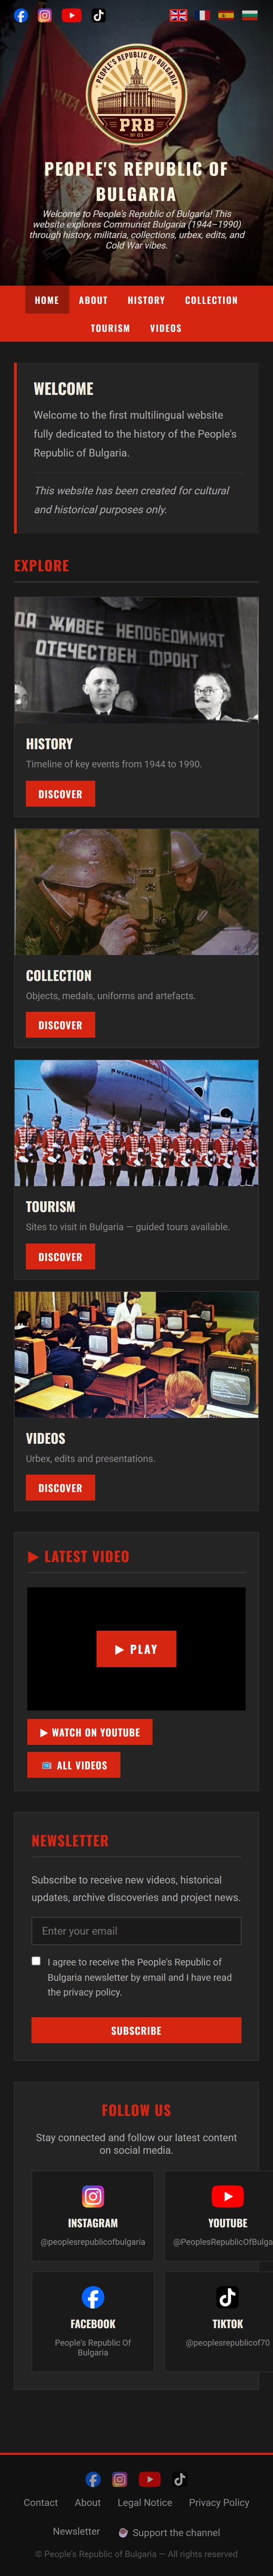 PEOPLE'S REPUBLIC OF BULGARIA
PRB
PEOPLE'S REPUBLIC OF
BULGARIA
Welcome to People's Republic of Bulgaria! This
website explores Communist Bulgaria (1944–1990)
through history, militaria, collections, urbex, edits, and
Cold War vibes.
HOME ABOUT HISTORY COLLECTION
TOURISM VIDEOS
WELCOME
Welcome to the first multilingual website
fully dedicated to the history of the People's
Republic of Bulgaria.
This website has been created for cultural
and historical purposes only.
EXPLORE
ДА ЖИВЕЕ НЕПОБЕДИМИЯТ
ОТЕЧЕСТВЕН ФРОНТ
HISTORY
Timeline of key events from 1944 to 1990.
DISCOVER
COLLECTION
Objects, medals, uniforms and artefacts.
DISCOVER
TOURISM
Sites to visit in Bulgaria — guided tours available.
DISCOVER
VIDEOS
Urbex, edits and presentations.
DISCOVER
▶ LATEST VIDEO
▶ PLAY
▶ WATCH ON YOUTUBE
ALL VIDEOS
NEWSLETTER
Subscribe to receive new videos, historical
updates, archive discoveries and project news.
Enter your email
I agree to receive the People's Republic of
Bulgaria newsletter by email and I have read
the privacy policy.
SUBSCRIBE
FOLLOW US
Stay connected and follow our latest content
on social media.
INSTAGRAM
@peoplesrepublicofbulgaria
YOUTUBE
@PeoplesRepublicOfBulga
FACEBOOK
People's Republic Of
Bulgaria
TIKTOK
@peoplesrepublicof70
Contact About Legal Notice Privacy Policy
Newsletter Support the channel
© People's Republic of Bulgaria — All rights reserved